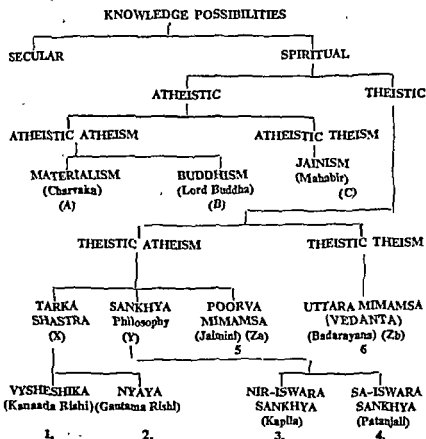 KNOWLEDGE POSSIBILITIES
SECULAR SPIRITUAL
ATHEISTIC THEISTIC
ATHEISTIC ATHEISM ATHEISTIC THEISM
MATERIALISM BUDDHISM JAINISM
(Charvaka) (Lord Buddha) (Mahabir)
(A) (B) (C)
THEISTIC ATHEISM THEISTIC THEISM
TARKA SANKHYA POORVA UTTARA MIMAMSA
SHASTRA Philosophy MIMAMSA (VEDANTA)
(X) (Y) (Jaimini) (Za) (Badarayana) (Zb)
5 6
VYSHESHIKA NYAYA NIR-ISWARA SA-ISWARA
(Kanaada Rishi) (Gautama Rishi) SANKHYA SANKHYA
(Kapila) (Patanjali)
1. 2. 3. 4.